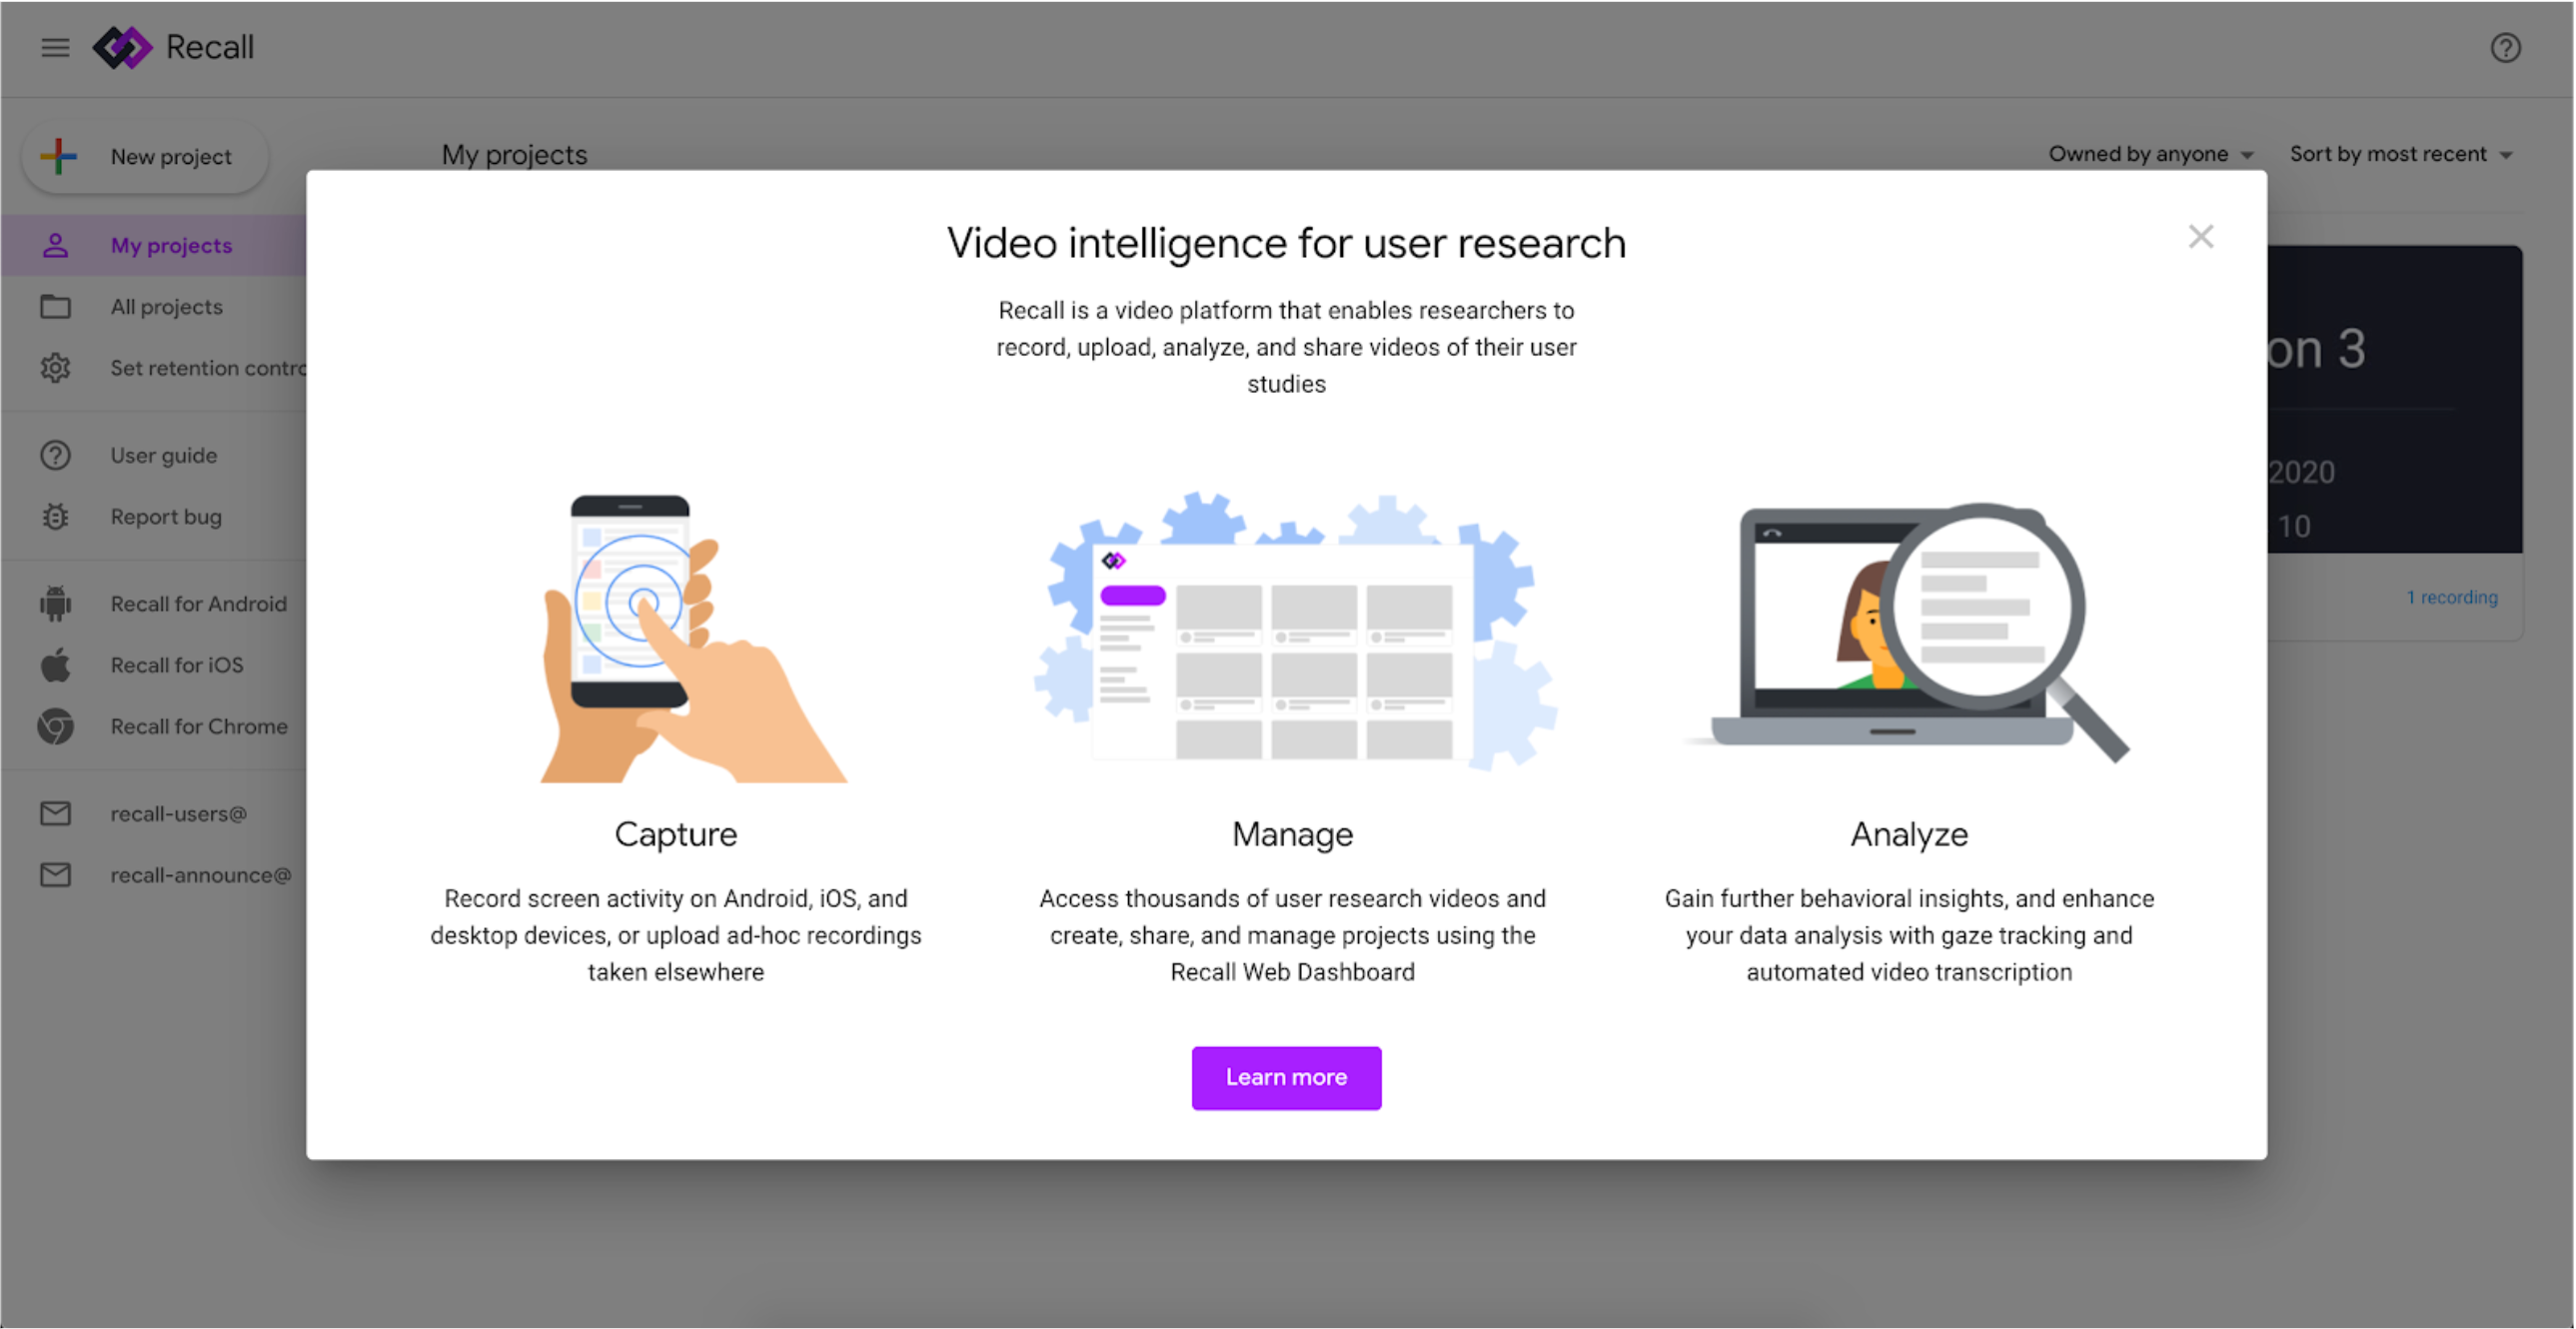 Recall
New project
My projects
Owned by anyone
Sort by most recent
My projects
All projects
Set retention contro
User guide
Report bug
Recall for Android
Recall for iOS
Recall for Chrome
recall-users@
recall-announce@
Video intelligence for user research
Recall is a video platform that enables researchers to
record, upload, analyze, and share videos of their user
studies
Capture
Record screen activity on Android, iOS, and
desktop devices, or upload ad-hoc recordings
taken elsewhere
Manage
Access thousands of user research videos and
create, share, and manage projects using the
Recall Web Dashboard
Analyze
Gain further behavioral insights, and enhance
your data analysis with gaze tracking and
automated video transcription
Learn more
on 3
2020
10
1 recording